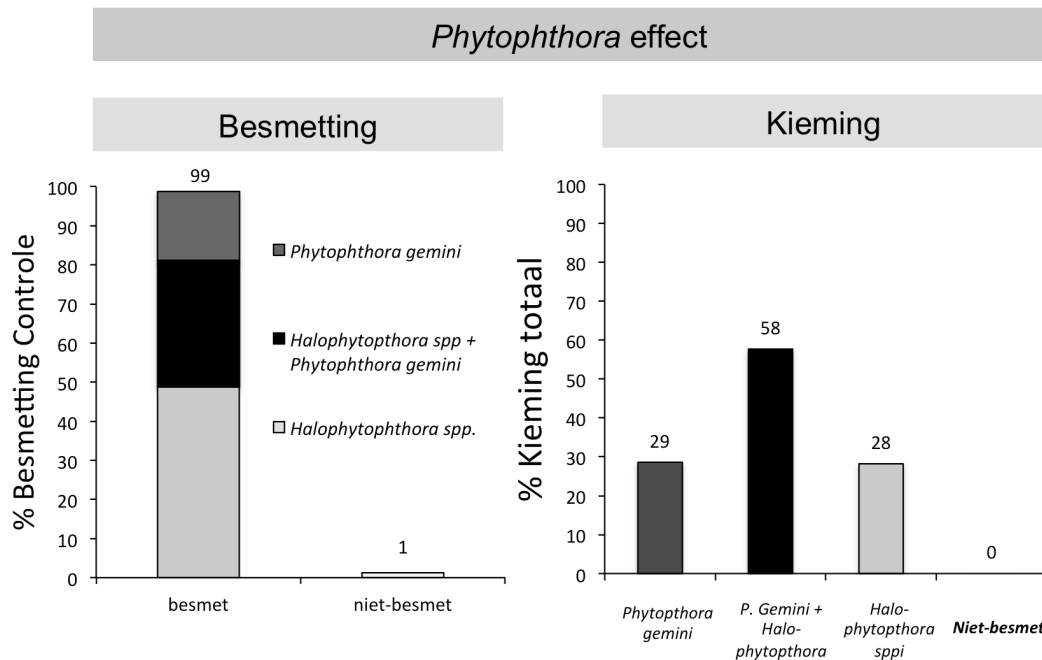 Phytophthora effect
Besmetting
% Besmetting Controle
100
90
80
70
60
50
40
30
20
10
0
99
1
besmet
niet-besmet
Phytophthora gemini
Halophytopthora spp +
Phytophthora gemini
Halophytophthora spp.
Kieming
% Kieming totaal
100
90
80
70
60
50
40
30
20
10
0
29
58
28
0
Phytopthora
gemini
P. Gemini +
Halo-
phytopthora
Halo-
phytopthora
sppi
Niet-besmet